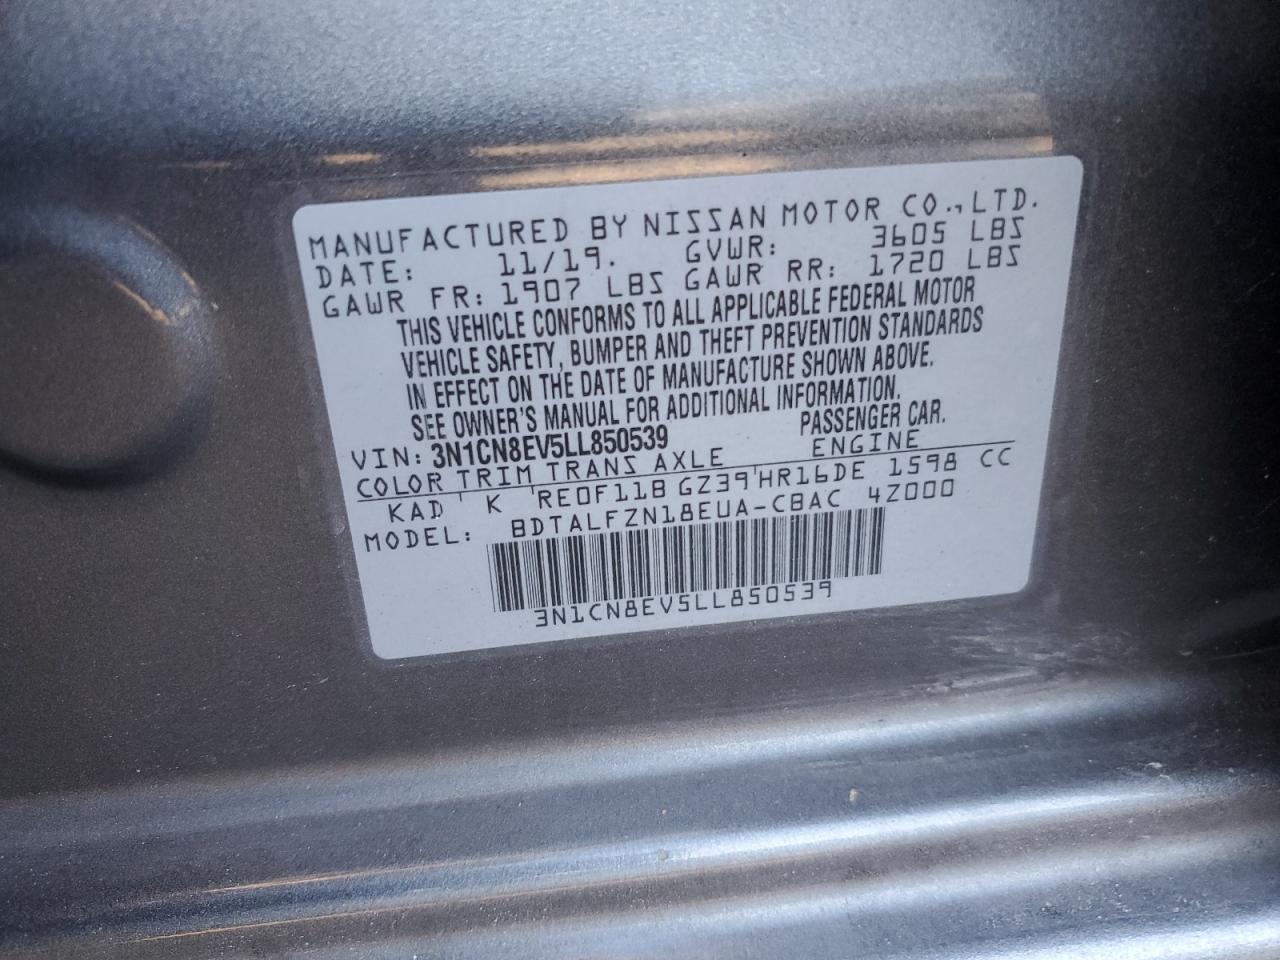 MANUFACTURED BY NISSAN MOTOR CO., LTD.
DATE: 11/19. GVWR: 3605 LBS
GAWR FR: 1907 LBS GAWR RR: 1720 LBS
THIS VEHICLE CONFORMS TO ALL APPLICABLE FEDERAL MOTOR
VEHICLE SAFETY, BUMPER AND THEFT PREVENTION STANDARDS
IN EFFECT ON THE DATE OF MANUFACTURE SHOWN ABOVE.
SEE OWNER'S MANUAL FOR ADDITIONAL INFORMATION.
VIN: 3N1CN8EV5LL850539 PASSENGER CAR.
COLOR TRIM TRANS AXLE ENGINE
KAD K RE0F11B GZ39 HR16DE 1598 CC
MODEL: BDTALFZN18EUA-CBAC 4Z000
3N1CN8EV5LL850539